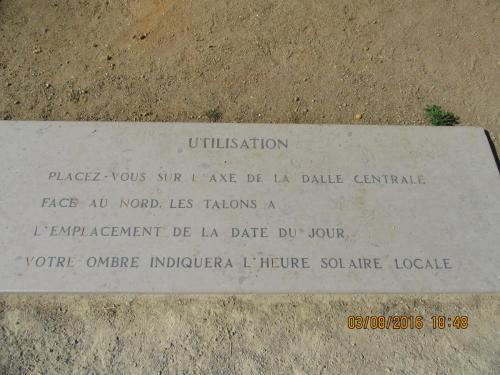 UTILISATION
PLACEZ-VOUS SUR L'AXE DE LA DALLE CENTRALE
FACE AU NORD. LES TALONS A
L'EMPLACEMENT DE LA DATE DU JOUR
VOTRE OMBRE INDIQUERA L'HEURE SOLAIRE LOCALE
03/08/2016 18:48